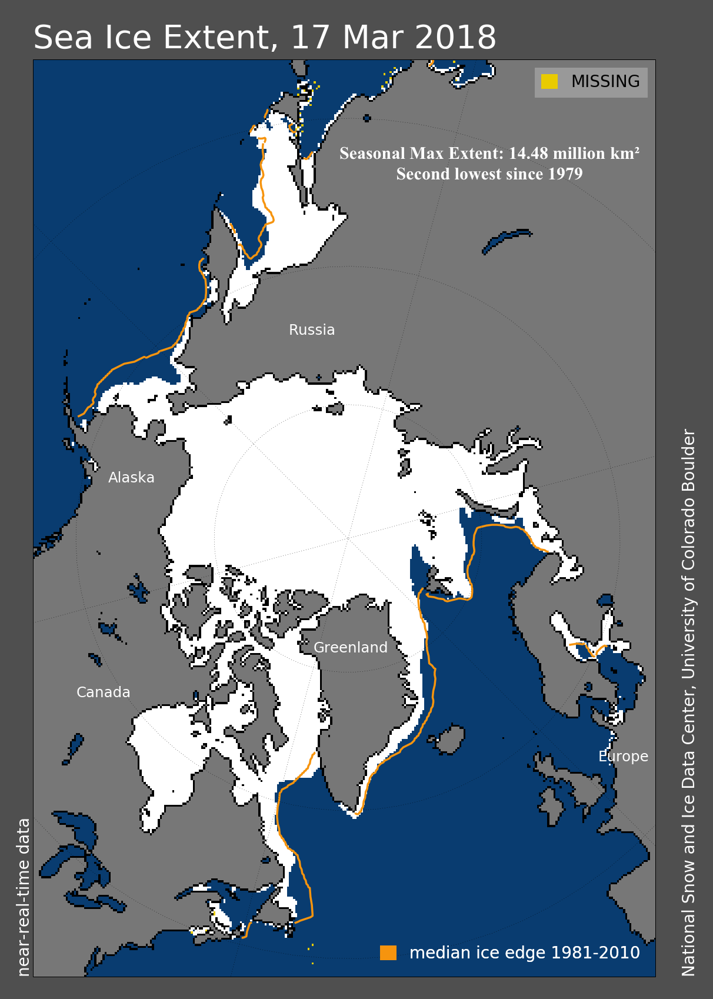 Sea Ice Extent, 17 Mar 2018
MISSING
Seasonal Max Extent: 14.48 million km²
Second lowest since 1979
Russia
Alaska
Greenland
Canada
Europe
near-real-time data
National Snow and Ice Data Center, University of Colorado Boulder
median ice edge 1981-2010